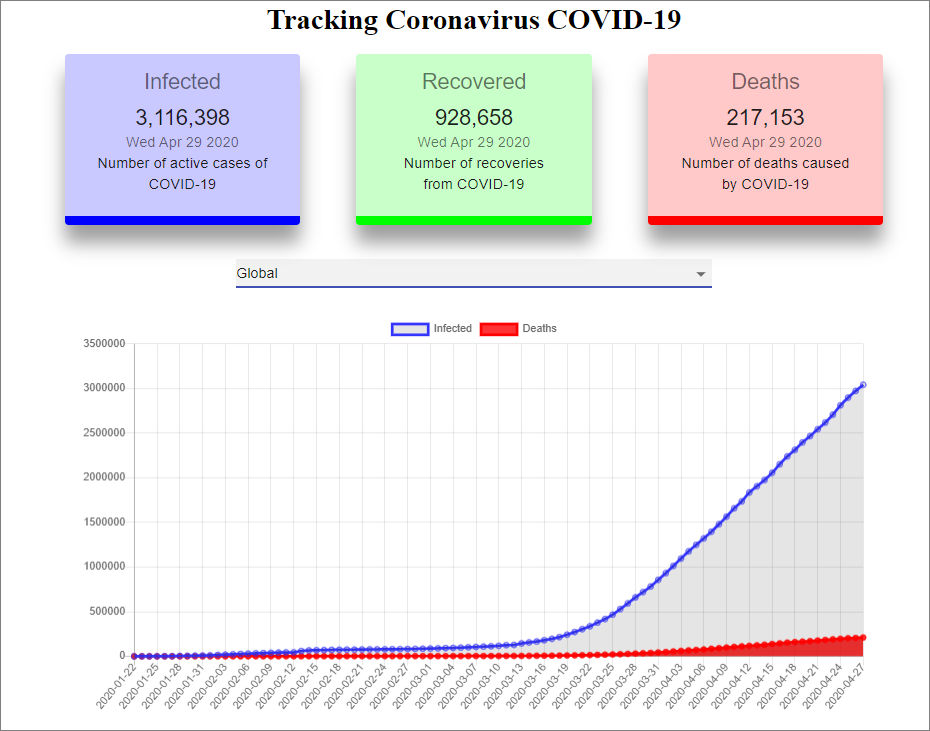 Tracking Coronavirus COVID-19
Infected
3,116,398
Wed Apr 29 2020
Number of active cases of
COVID-19
Recovered
928,658
Wed Apr 29 2020
Number of recoveries
from COVID-19
Deaths
217,153
Wed Apr 29 2020
Number of deaths caused
by COVID-19
Global
Infected
Deaths
3500000
3000000
2500000
2000000
1500000
1000000
500000
0
2020-01-22
2020-01-25
2020-01-28
2020-01-31
2020-02-03
2020-02-06
2020-02-09
2020-02-12
2020-02-15
2020-02-18
2020-02-21
2020-02-24
2020-02-27
2020-03-01
2020-03-04
2020-03-07
2020-03-10
2020-03-13
2020-03-16
2020-03-19
2020-03-22
2020-03-25
2020-03-28
2020-03-31
2020-04-03
2020-04-06
2020-04-09
2020-04-12
2020-04-15
2020-04-18
2020-04-21
2020-04-24
2020-04-27